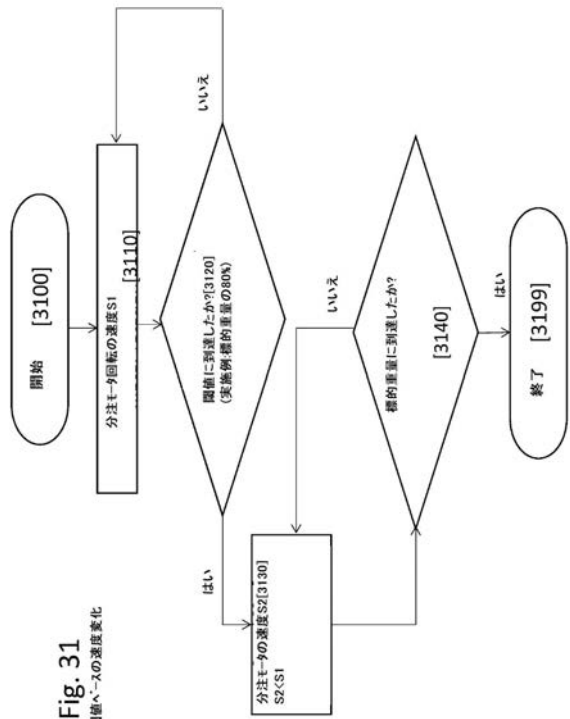 Fig. 31
閾値ベースの速度変化
開始 [3100]
分注モータ回転の速度S1
[3110]
閾値に到達したか?[3120]
(実施例:標的重量の80%)
いいえ
はい
分注モータの速度S2[3130]
S2<S1
いいえ
標的重量に到達したか?
[3140]
はい
終了 [3199]